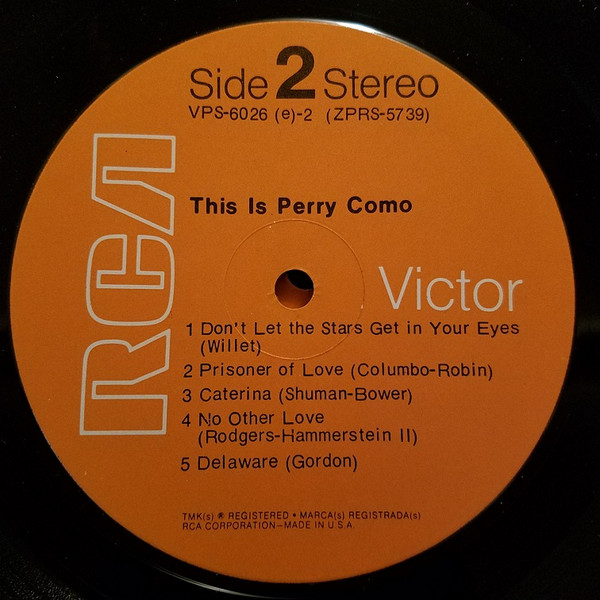 Side 2 Stereo
VPS-6026 (e)-2 (ZPRS-5739)
RCA
This Is Perry Como
Victor
1 Don't Let the Stars Get in Your Eyes
(Willet)
2 Prisoner of Love (Columbo-Robin)
3 Caterina (Shuman-Bower)
4 No Other Love
(Rodgers-Hammerstein II)
5 Delaware (Gordon)
TMK(s) ® REGISTERED • MARCA(s) REGISTRADA(s)
RCA CORPORATION—MADE IN U.S.A